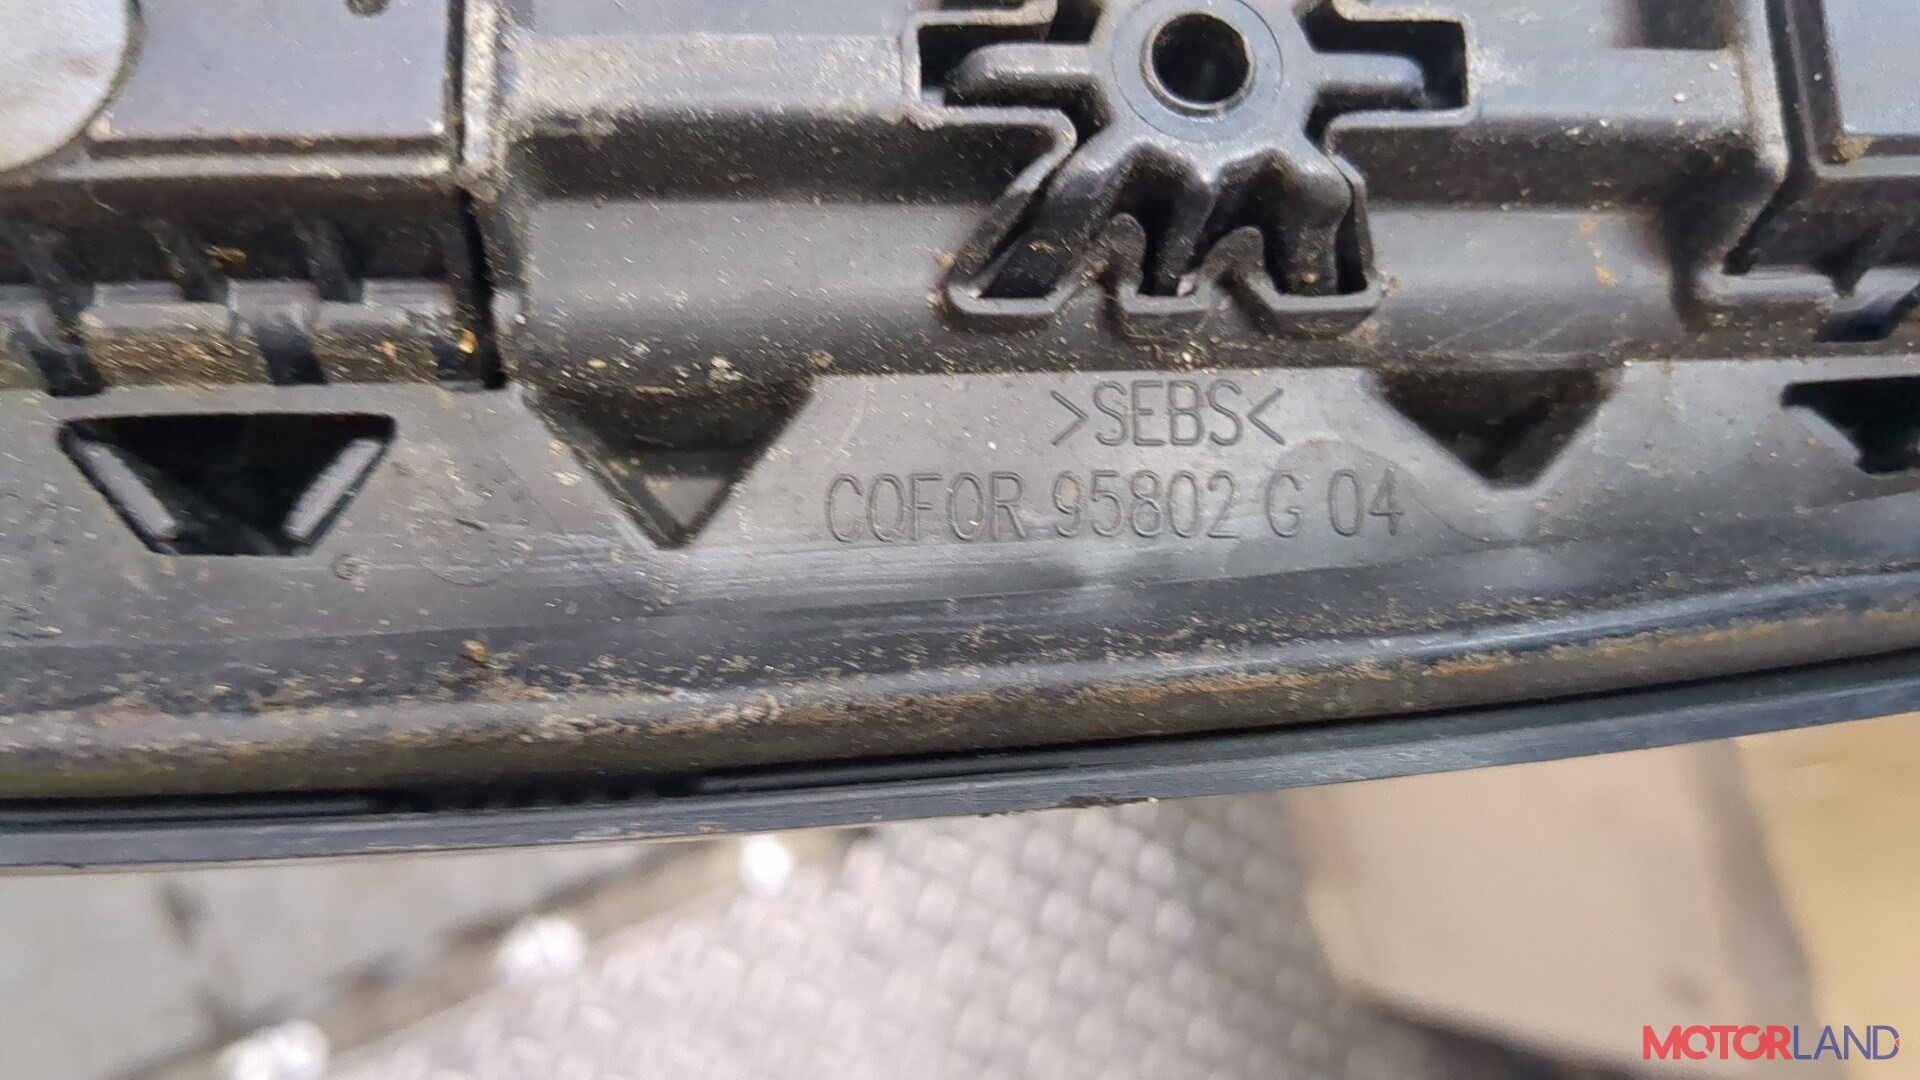 >SEBS<
COFOR 95802 G 04
MOTORLAND